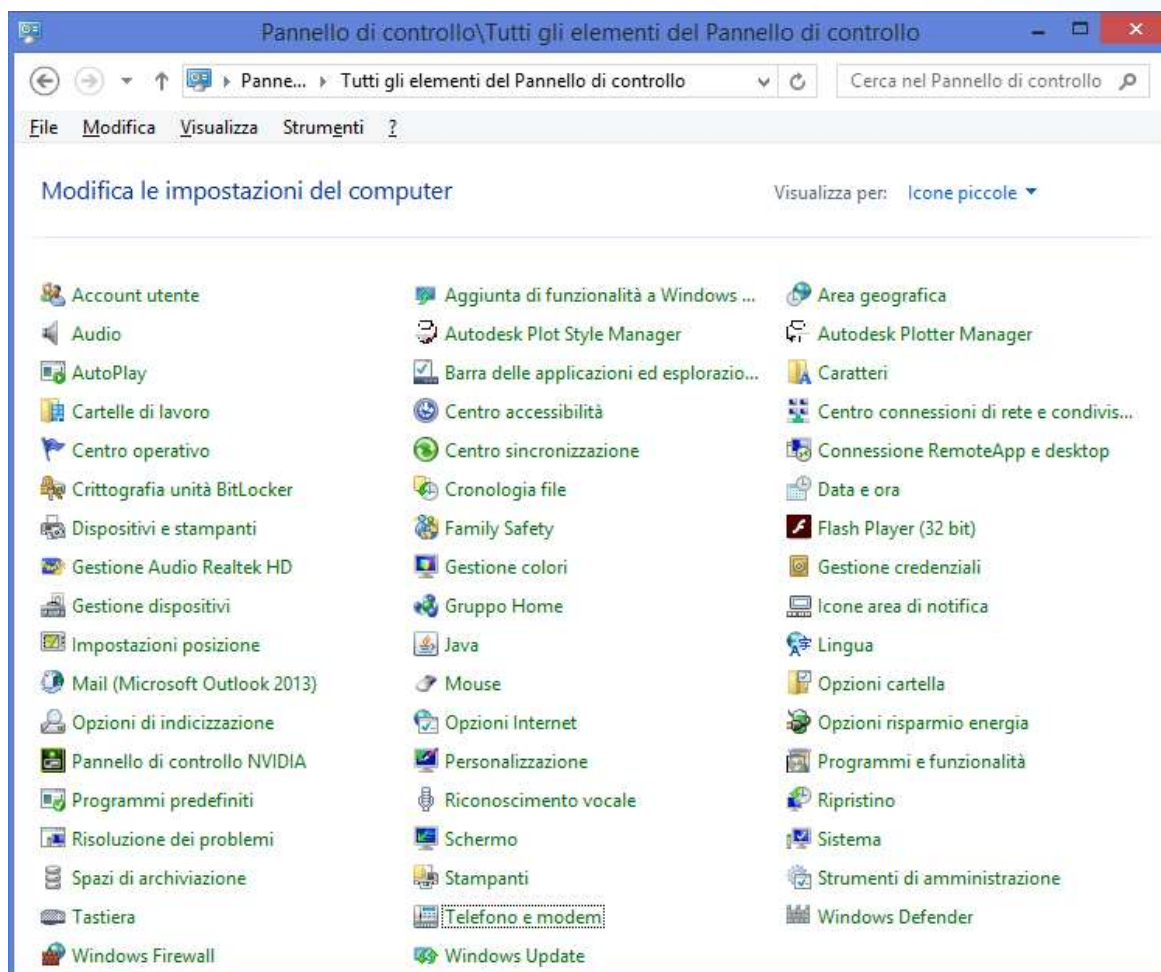 Pannello di controllo\Tutti gli elementi del Pannello di controllo
Panne... Tutti gli elementi del Pannello di controllo Cerca nel Pannello di controllo
File Modifica Visualizza Strumenti ?
Modifica le impostazioni del computer Visualizza per: Icone piccole
Account utente Aggiunta di funzionalità a Windows ... Area geografica
Audio Autodesk Plot Style Manager Autodesk Plotter Manager
AutoPlay Barra delle applicazioni ed esplorazio... Caratteri
Cartelle di lavoro Centro accessibilità Centro connessioni di rete e condivis...
Centro operativo Centro sincronizzazione Connessione RemoteApp e desktop
Crittografia unità BitLocker Cronologia file Data e ora
Dispositivi e stampanti Family Safety Flash Player (32 bit)
Gestione Audio Realtek HD Gestione colori Gestione credenziali
Gestione dispositivi Gruppo Home Icone area di notifica
Impostazioni posizione Java Lingua
Mail (Microsoft Outlook 2013) Mouse Opzioni cartella
Opzioni di indicizzazione Opzioni Internet Opzioni risparmio energia
Pannello di controllo NVIDIA Personalizzazione Programmi e funzionalità
Programmi predefiniti Riconoscimento vocale Ripristino
Risoluzione dei problemi Schermo Sistema
Spazi di archiviazione Stampanti Strumenti di amministrazione
Tastiera Telefono e modem Windows Defender
Windows Firewall Windows Update